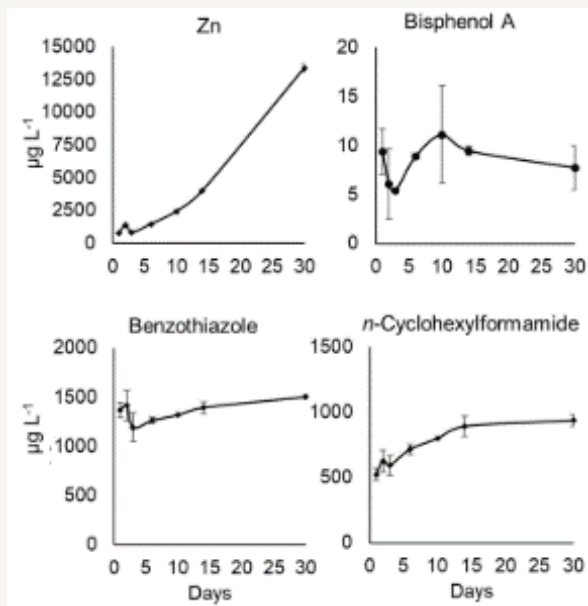 Zn
15000
12500
10000
7500
5000
2500
0
µg L-1
0 5 10 15 20 25 30
Bisphenol A
20
15
10
5
0
0 5 10 15 20 25 30
Benzothiazole
2000
1500
1000
500
0
µg L-1
0 5 10 15 20 25 30
Days
n-Cyclohexylformamide
1500
1000
500
0
0 5 10 15 20 25 30
Days